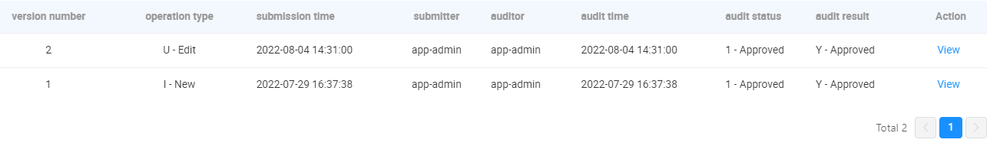 version number operation type submission time submitter auditor audit time audit status audit result Action
2 U - Edit 2022-08-04 14:31:00 app-admin app-admin 2022-08-04 14:31:00 1 - Approved Y - Approved View
1 I - New 2022-07-29 16:37:38 app-admin app-admin 2022-07-29 16:37:38 1 - Approved Y - Approved View
Total 2 1